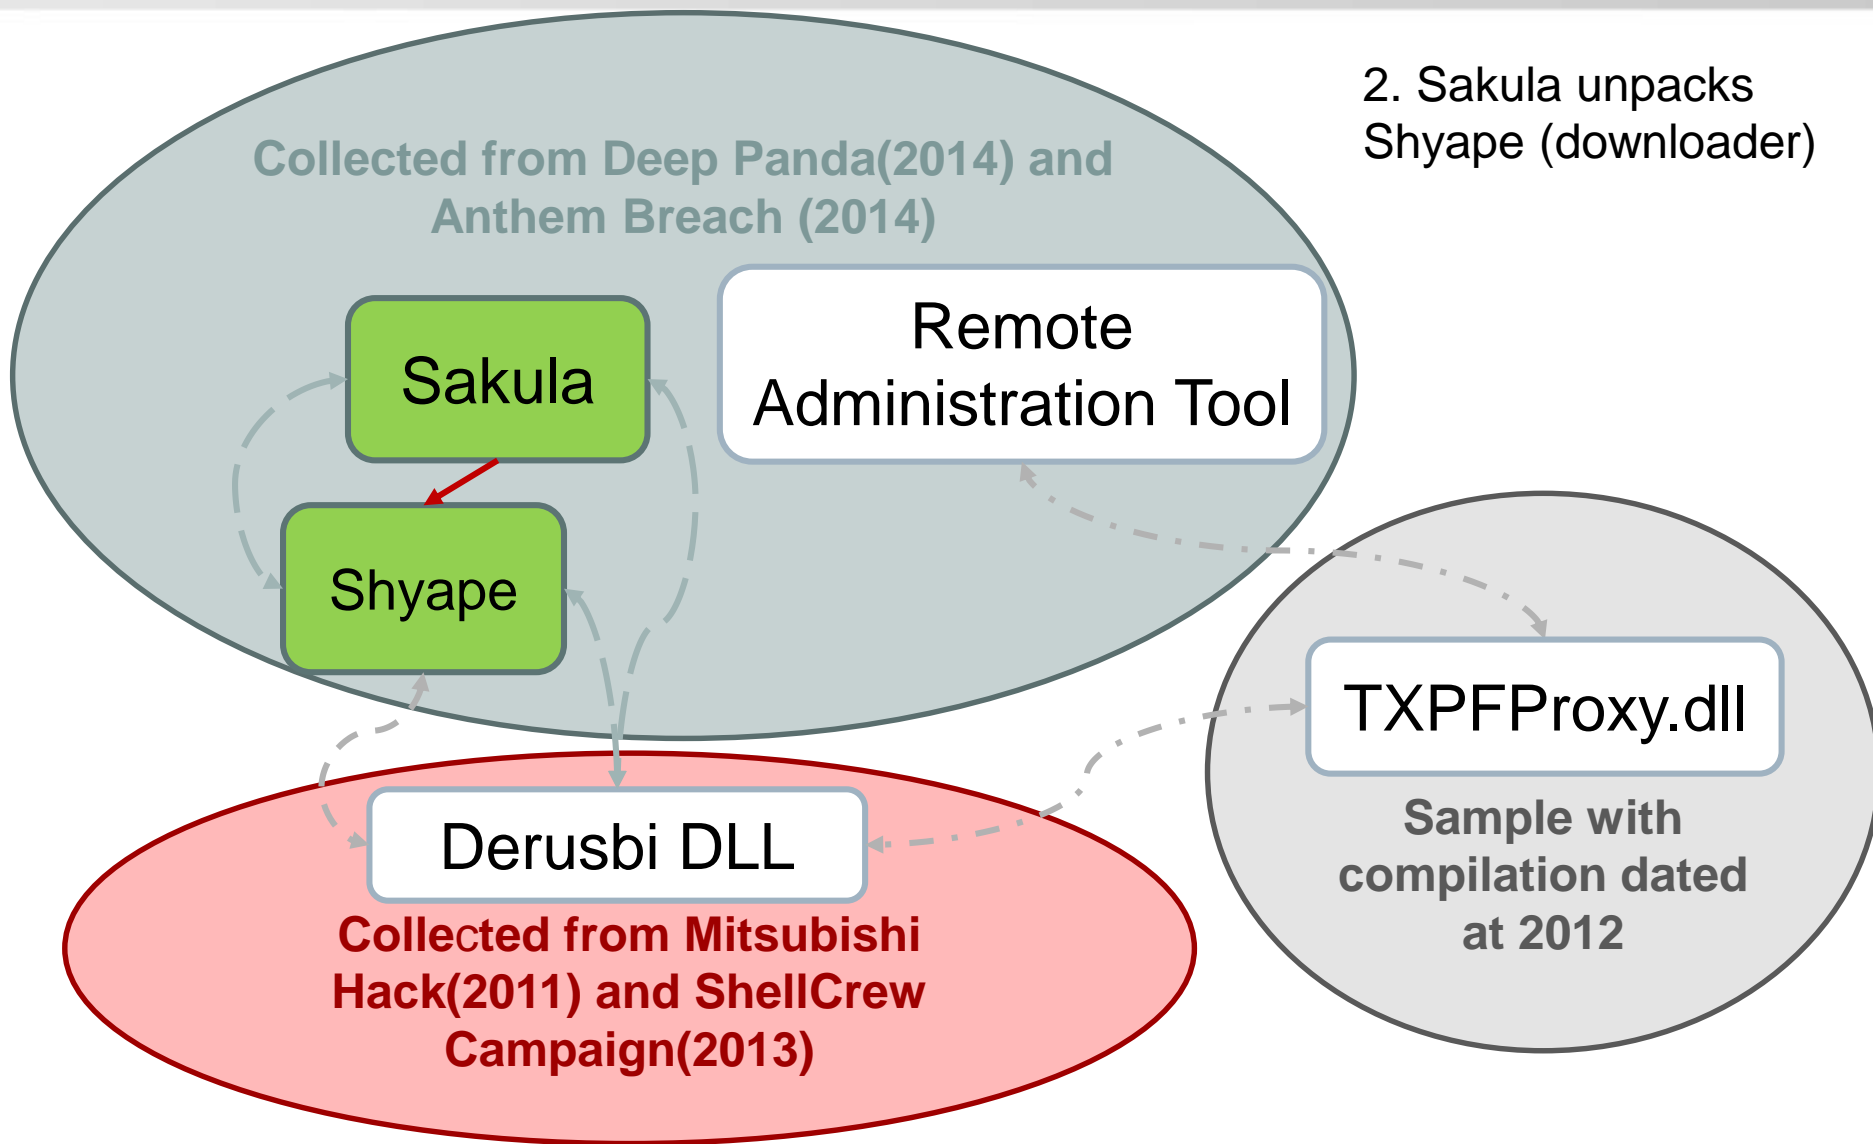 2. Sakula unpacks
Shyape (downloader)
Collected from Deep Panda(2014) and
Anthem Breach (2014)
Sakula
Remote
Administration Tool
Shyape
TXPFProxy.dll
Sample with
compilation dated
at 2012
Derusbi DLL
Collected from Mitsubishi
Hack(2011) and ShellCrew
Campaign(2013)